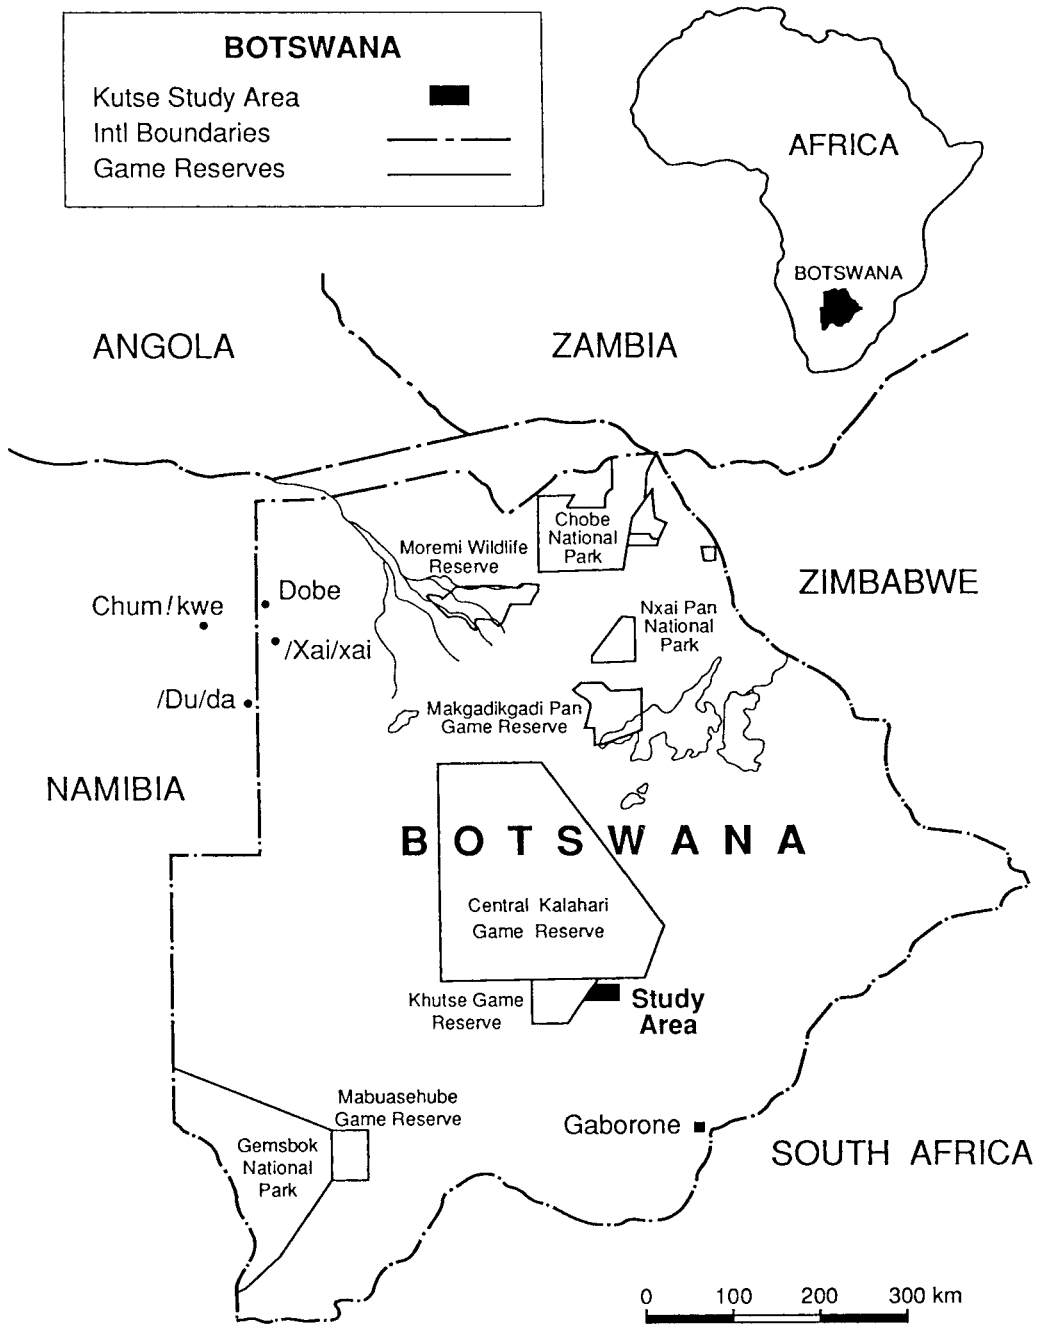 BOTSWANA
Kutse Study Area
Intl Boundaries
Game Reserves
AFRICA
BOTSWANA
ANGOLA
ZAMBIA
Chobe
National
Park
Moremi Wildlife
Reserve
ZIMBABWE
Dobe
Chum!kwe
Nxai Pan
National
Park
/Xai/xai
/Du/da
Makgadikgadi Pan
Game Reserve
NAMIBIA
BOTSWANA
Central Kalahari
Game Reserve
Khutse Game
Reserve
Study
Area
Mabuasehube
Game Reserve
Gaborone
Gemsbok
National
Park
SOUTH AFRICA
0 100 200 300 km